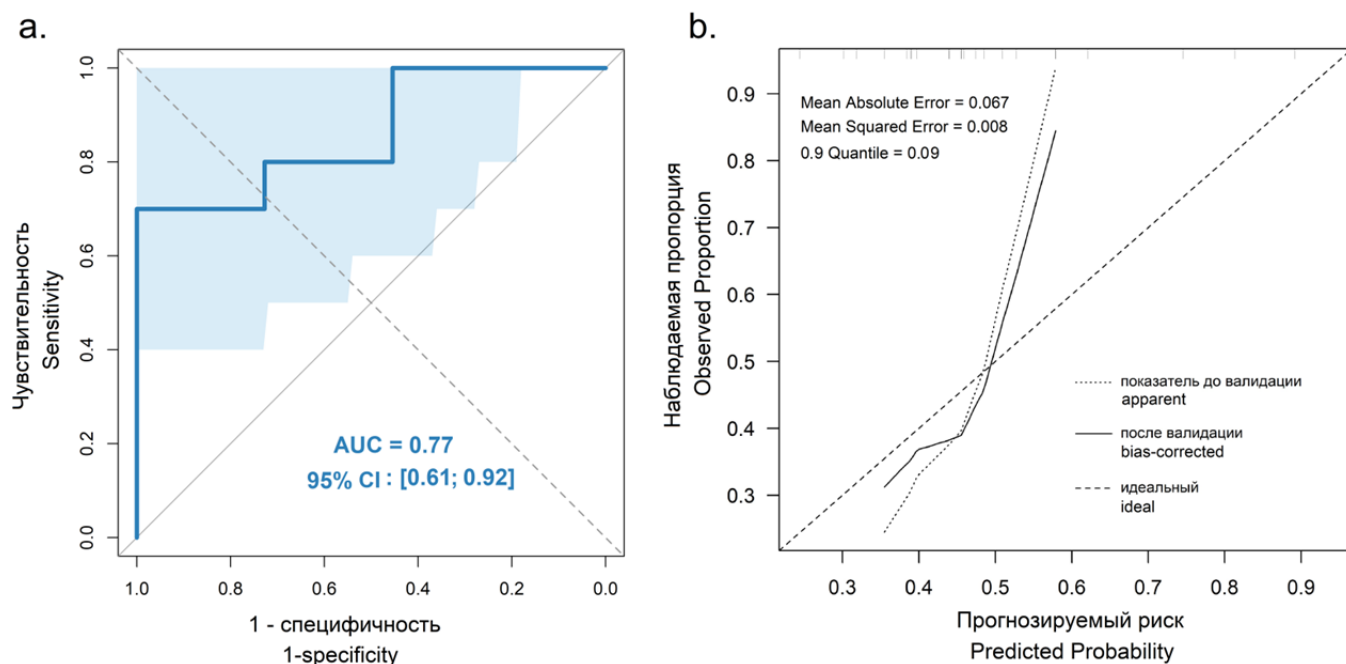 a.
1.0
0.8
0.6
0.4
0.2
0.0
Чувствительность
Sensitivity
AUC = 0.77
95% CI : [0.61; 0.92]
1.0 0.8 0.6 0.4 0.2 0.0
1 - специфичность
1-specificity
b.
Mean Absolute Error = 0.067
Mean Squared Error = 0.008
0.9 Quantile = 0.09
0.9
0.8
0.7
0.6
0.5
0.4
0.3
Наблюдаемая пропорция
Observed Proportion
показатель до валидации
apparent
после валидации
bias-corrected
идеальный
ideal
0.3 0.4 0.5 0.6 0.7 0.8 0.9
Прогнозируемый риск
Predicted Probability